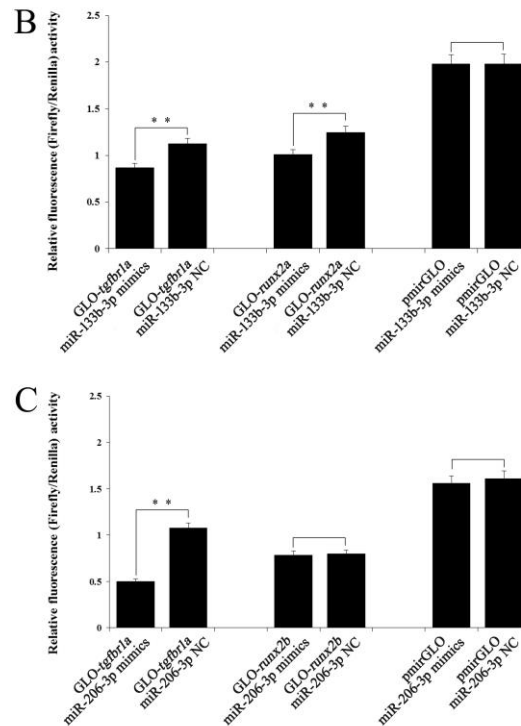 B
Relative fluorescence (Firefly/Renilla) activity
2.5
2
1.5
1
0.5
0
* *
* *
GLO-tgfbr1a
miR-133b-3p mimics
GLO-tgfbr1a
miR-133b-3p NC
GLO-runx2a
miR-133b-3p mimics
GLO-runx2a
miR-133b-3p NC
pmirGLO
miR-133b-3p mimics
pmirGLO
miR-133b-3p NC
C
Relative fluorescence (Firefly/Renilla) activity
2.5
2
1.5
1
0.5
0
* *
GLO-tgfbr1a
miR-206-3p mimics
GLO-tgfbr1a
miR-206-3p NC
GLO-runx2b
miR-206-3p mimics
GLO-runx2b
miR-206-3p NC
pmirGLO
miR-206-3p mimics
pmirGLO
miR-206-3p NC